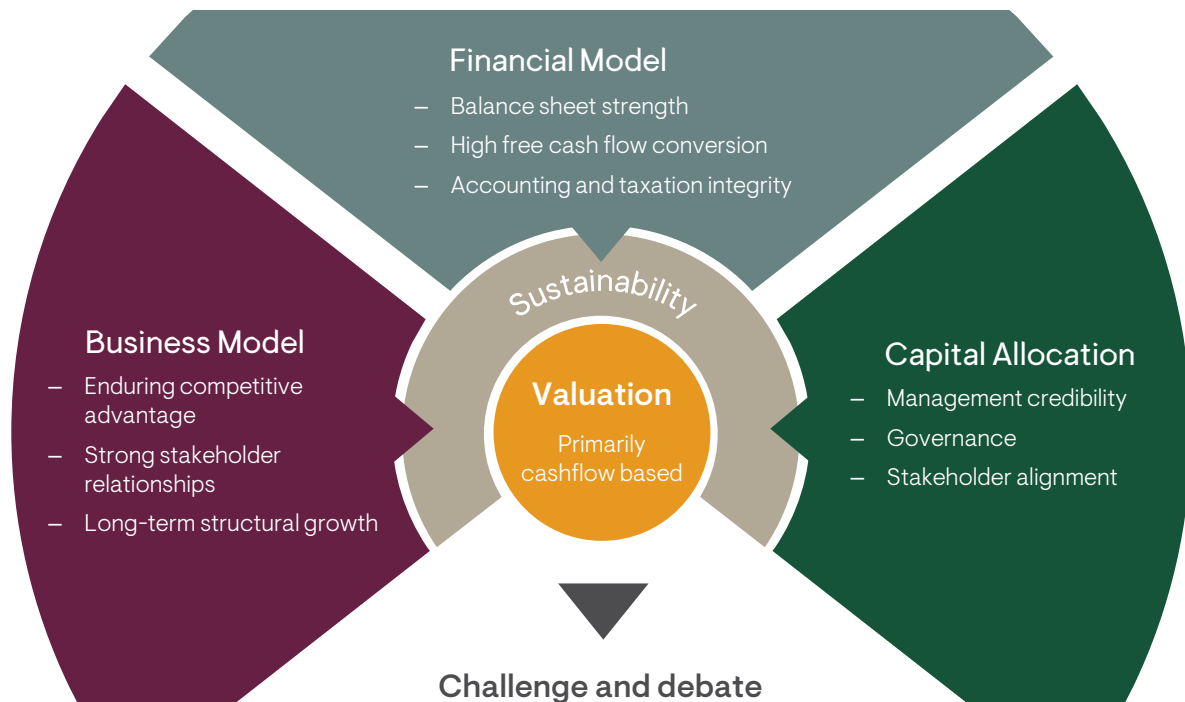 Financial Model
– Balance sheet strength
– High free cash flow conversion
– Accounting and taxation integrity
Sustainability
Business Model
– Enduring competitive
advantage
– Strong stakeholder
relationships
– Long-term structural growth
Valuation
Primarily
cashflow based
Capital Allocation
– Management credibility
– Governance
– Stakeholder alignment
Challenge and debate